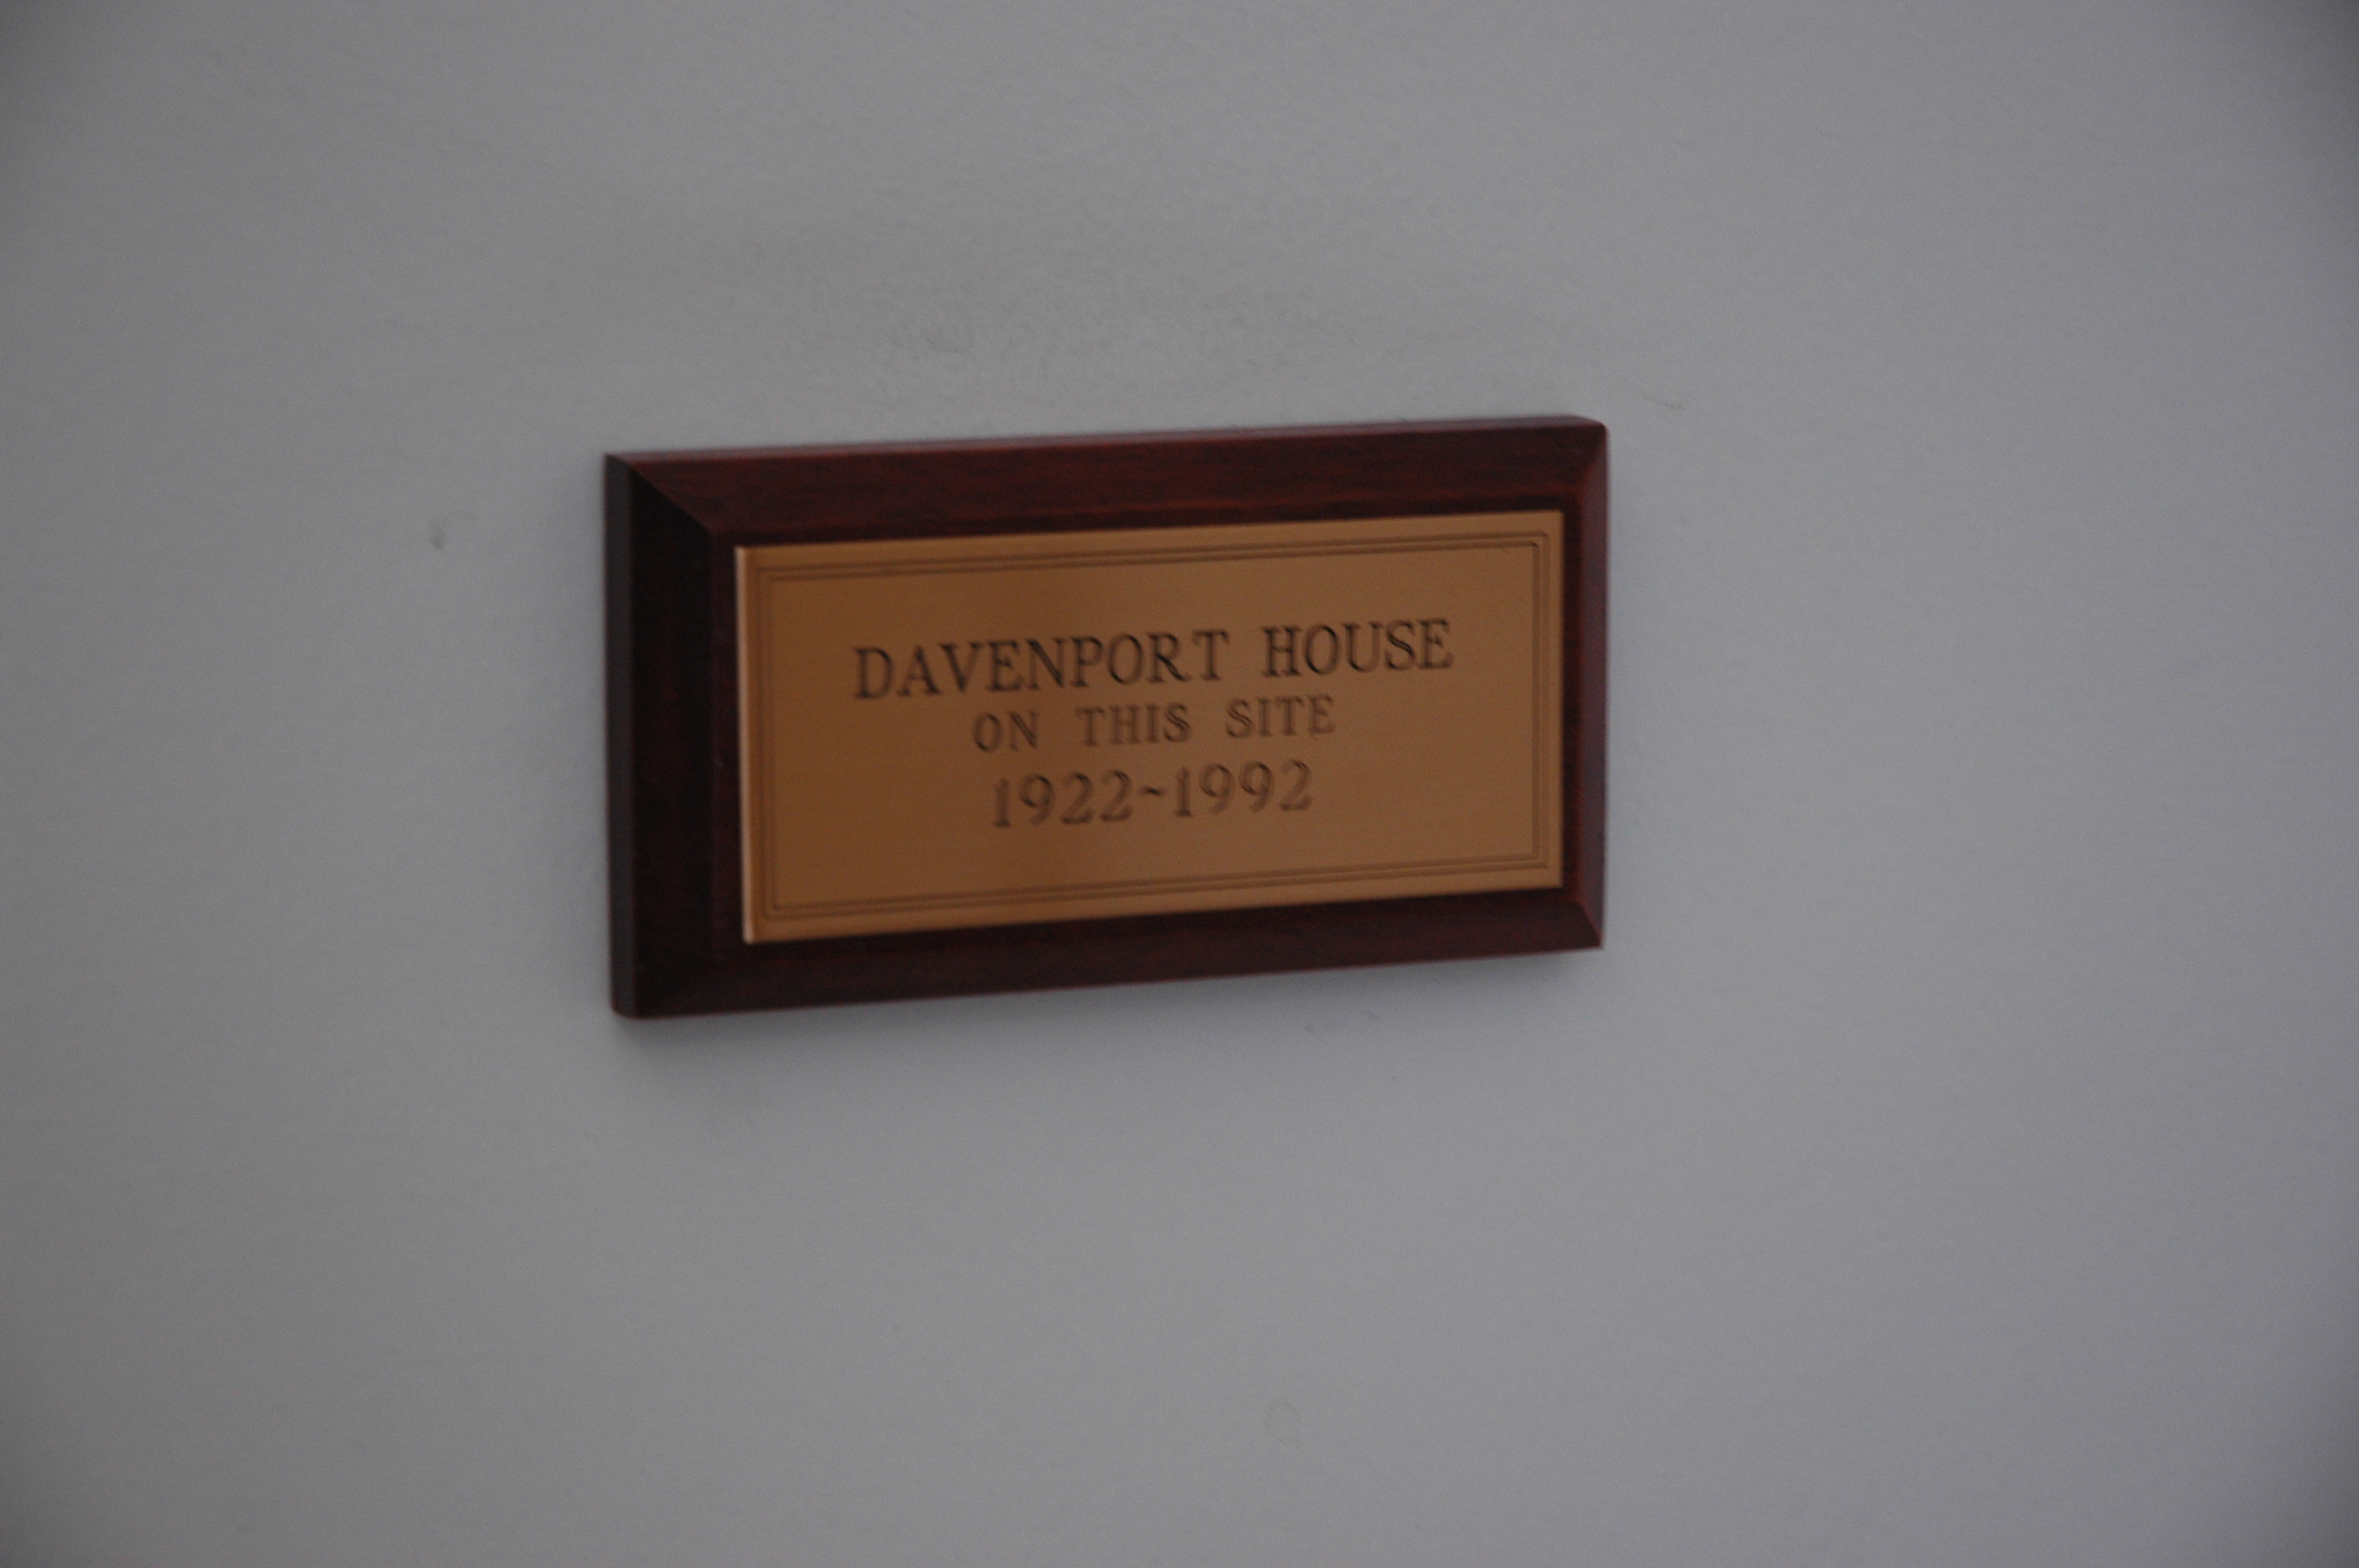 DAVENPORT HOUSE
ON THIS SITE
1922~1992